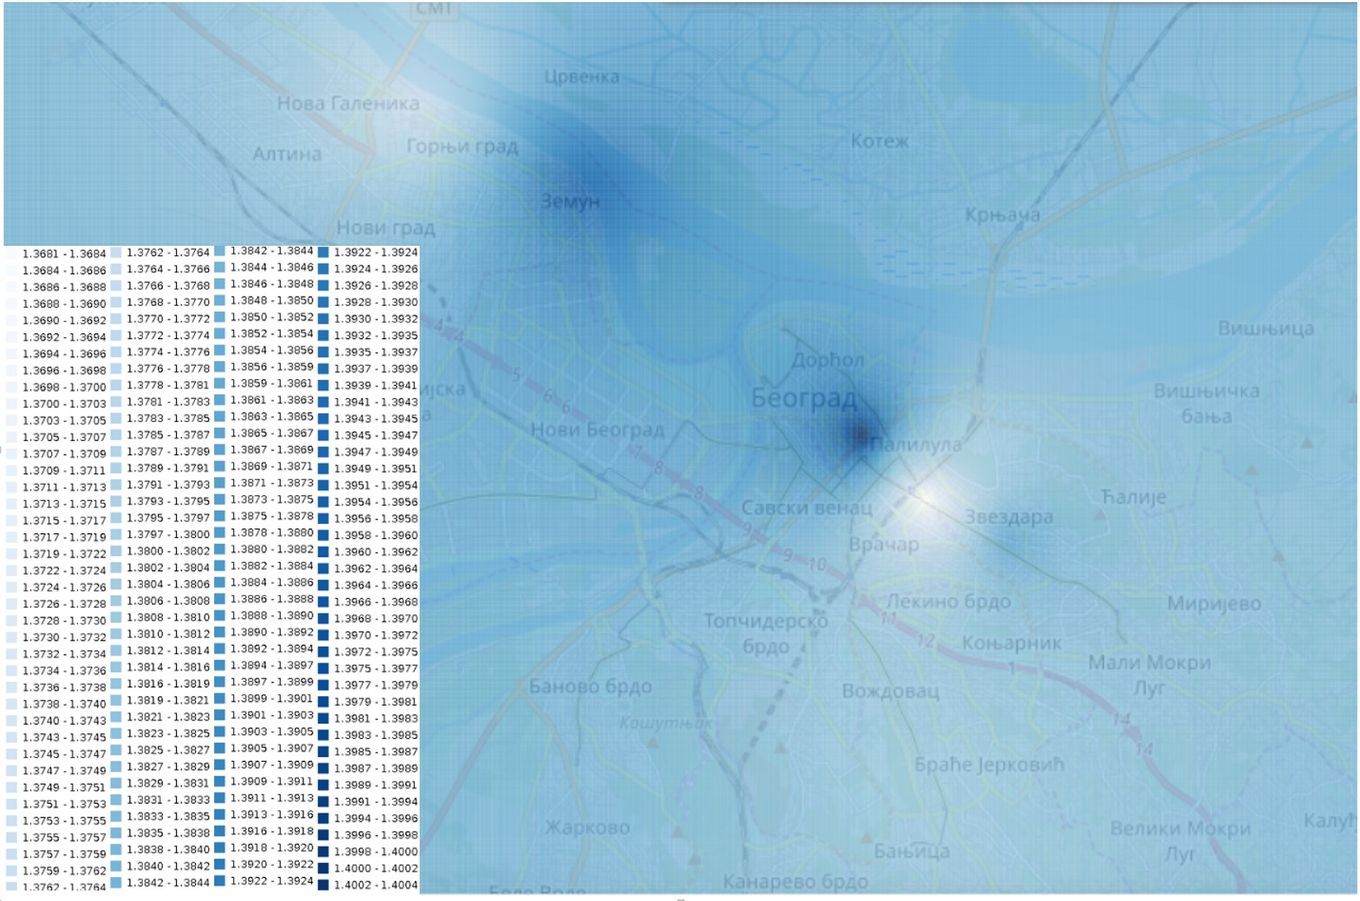 СМТ
Црвенка
Нова Галеника
Горњи град
Алтина
Котеж
Земун
Крњача
Нови град
Вишњица
Дорћол
Београд
Вишњичка
бања
Нови Београд
Палилула
4
4
5
6
6
7
8
8
9
9
10
11
12
14
14
Ћалије
Савски венац
Звездара
Врачар
Лекино брдо
Миријево
Топчидерско
брдо
Коњарник
1
Мали Мокри
Луг
Баново брдо
Вождовац
Кошутњак
Браће Јерковић
Жарково
Велики Мокри
Луг
Бањица
Канарево брдо
1.3681 - 1.3684
1.3684 - 1.3686
1.3686 - 1.3688
1.3688 - 1.3690
1.3690 - 1.3692
1.3692 - 1.3694
1.3694 - 1.3696
1.3696 - 1.3698
1.3698 - 1.3700
1.3700 - 1.3703
1.3703 - 1.3705
1.3705 - 1.3707
1.3707 - 1.3709
1.3709 - 1.3711
1.3711 - 1.3713
1.3713 - 1.3715
1.3715 - 1.3717
1.3717 - 1.3719
1.3719 - 1.3722
1.3722 - 1.3724
1.3724 - 1.3726
1.3726 - 1.3728
1.3728 - 1.3730
1.3730 - 1.3732
1.3732 - 1.3734
1.3734 - 1.3736
1.3736 - 1.3738
1.3738 - 1.3740
1.3740 - 1.3743
1.3743 - 1.3745
1.3745 - 1.3747
1.3747 - 1.3749
1.3749 - 1.3751
1.3751 - 1.3753
1.3753 - 1.3755
1.3755 - 1.3757
1.3757 - 1.3759
1.3759 - 1.3762
1.3762 - 1.3764
1.3762 - 1.3764
1.3764 - 1.3766
1.3766 - 1.3768
1.3768 - 1.3770
1.3770 - 1.3772
1.3772 - 1.3774
1.3774 - 1.3776
1.3776 - 1.3778
1.3778 - 1.3781
1.3781 - 1.3783
1.3783 - 1.3785
1.3785 - 1.3787
1.3787 - 1.3789
1.3789 - 1.3791
1.3791 - 1.3793
1.3793 - 1.3795
1.3795 - 1.3797
1.3797 - 1.3800
1.3800 - 1.3802
1.3802 - 1.3804
1.3804 - 1.3806
1.3806 - 1.3808
1.3808 - 1.3810
1.3810 - 1.3812
1.3812 - 1.3814
1.3814 - 1.3816
1.3816 - 1.3819
1.3819 - 1.3821
1.3821 - 1.3823
1.3823 - 1.3825
1.3825 - 1.3827
1.3827 - 1.3829
1.3829 - 1.3831
1.3831 - 1.3833
1.3833 - 1.3835
1.3835 - 1.3838
1.3838 - 1.3840
1.3840 - 1.3842
1.3842 - 1.3844
1.3842 - 1.3844
1.3844 - 1.3846
1.3846 - 1.3848
1.3848 - 1.3850
1.3850 - 1.3852
1.3852 - 1.3854
1.3854 - 1.3856
1.3856 - 1.3859
1.3859 - 1.3861
1.3861 - 1.3863
1.3863 - 1.3865
1.3865 - 1.3867
1.3867 - 1.3869
1.3869 - 1.3871
1.3871 - 1.3873
1.3873 - 1.3875
1.3875 - 1.3878
1.3878 - 1.3880
1.3880 - 1.3882
1.3882 - 1.3884
1.3884 - 1.3886
1.3886 - 1.3888
1.3888 - 1.3890
1.3890 - 1.3892
1.3892 - 1.3894
1.3894 - 1.3897
1.3897 - 1.3899
1.3899 - 1.3901
1.3901 - 1.3903
1.3903 - 1.3905
1.3905 - 1.3907
1.3907 - 1.3909
1.3909 - 1.3911
1.3911 - 1.3913
1.3913 - 1.3916
1.3916 - 1.3918
1.3918 - 1.3920
1.3920 - 1.3922
1.3922 - 1.3924
1.3922 - 1.3924
1.3924 - 1.3926
1.3926 - 1.3928
1.3928 - 1.3930
1.3930 - 1.3932
1.3932 - 1.3935
1.3935 - 1.3937
1.3937 - 1.3939
1.3939 - 1.3941
1.3941 - 1.3943
1.3943 - 1.3945
1.3945 - 1.3947
1.3947 - 1.3949
1.3949 - 1.3951
1.3951 - 1.3954
1.3954 - 1.3956
1.3956 - 1.3958
1.3958 - 1.3960
1.3960 - 1.3962
1.3962 - 1.3964
1.3964 - 1.3966
1.3966 - 1.3968
1.3968 - 1.3970
1.3970 - 1.3972
1.3972 - 1.3975
1.3975 - 1.3977
1.3977 - 1.3979
1.3979 - 1.3981
1.3981 - 1.3983
1.3983 - 1.3985
1.3985 - 1.3987
1.3987 - 1.3989
1.3989 - 1.3991
1.3991 - 1.3994
1.3994 - 1.3996
1.3996 - 1.3998
1.3998 - 1.4000
1.4000 - 1.4002
1.4002 - 1.4004